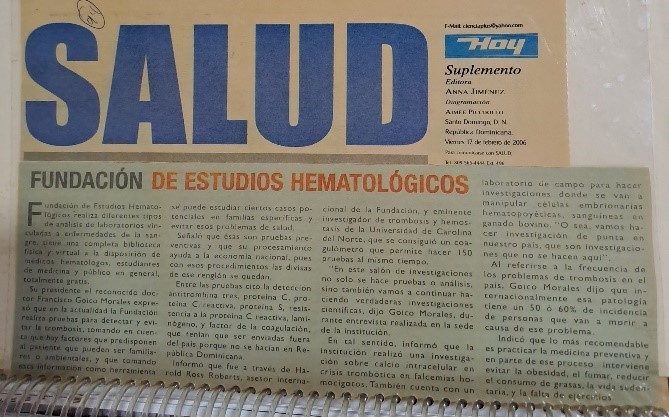 94
SALUD
E-Mail: cienciaplus@yahoo.com
Hoy
Suplemento
Editora
ANNA JIMÉNEZ
Diagramación
AIMÉE PICCIRILLO
Santo Domingo, D. N.
República Dominicana.
Viernes 17 de febrero de 2006
Para comunicarse con SALUD:
FUNDACIÓN DE ESTUDIOS HEMATOLÓGICOS
Fundación de Estudios Hemato-
lógicos realiza diferentes tipos
de análisis de laboratorios vin-
culadas a enfermedades de la san-
gre, tiene una completa biblioteca
física y virtual a la disposición de
médicos hematólogos, estudiantes
de medicina y público en general,
totalmente gratis.
Su presidente el reconocido doc-
tor Francisco Goico Morales expre-
só que en la actualidad la Fundación
realiza pruebas para detectar y evi-
tar la trombosis, tomando en cuen-
ta que hay factores que predisponen
al paciente que pueden ser familia-
res o ambientales, y que tomando
esta información como herramienta
se puede estudiar ciertos casos po-
tenciales en familias específicas y
evitar esos problemas de salud.
Señaló que ésas son pruebas pre-
ventivas y que su procesamiento
ayuda a la economía nacional, pues
con esos procedimientos las divisas
de ese renglón se quedan.
Entre las pruebas citó la detección
antitrombina tres, proteína C, pro-
teína C reactiva, proteína S, resis-
tencia a la proteína C reactiva, lami-
nógeno, y factor de la coagulación,
que tenían que ser enviadas fuera
del país porque no se hacían en Re-
pública Dominicana.
Informó que fue a través de Ha-
rold Ross Roberts, asesor interna-
cional de la Fundación, y eminente
investigador de trombosis y hemos-
tasis de la Universidad de Carolina
del Norte, que se consiguió un coa-
gulómetro que permite hacer 150
pruebas al mismo tiempo.
"En este salón de investigaciones
no solo se hace pruebas o análisis,
sino también vamos a continuar ha-
ciendo verdaderas investigaciones
científicas, dijo Goico Morales, du-
rante entrevista realizada en la sede
de la institución.
En tal sentido, informó que la
institución realizó una investiga-
ción sobre calcio intracelular en
crisis trombótica en falcemias ho-
mocigotos. También cuenta con un
laboratorio de campo para hacer
investigaciones donde se van a
manipular células embrionarias
hematopoyéticas, sanguíneas en
ganado bovino. "O sea, vamos ha-
cer investigación de punta en
nuestro país, que son investigacio-
nes que no se hacen aquí".
Al referirse a la frecuencia de
los problemas de trombosis en el
país, Goico Morales dijo que in-
ternacionalmente esa patología
tiene un 50 ó 60% de incidencia
de personas que van a morir a
causa de ese problema.
Indicó que lo más recomendable
es practicar la medicina preventiva y
en parte de ese proceso interviene
evitar la obesidad, el fumar, reducir
el consumo de grasas, la vida seden-
taria, y la falta de ejercicios.